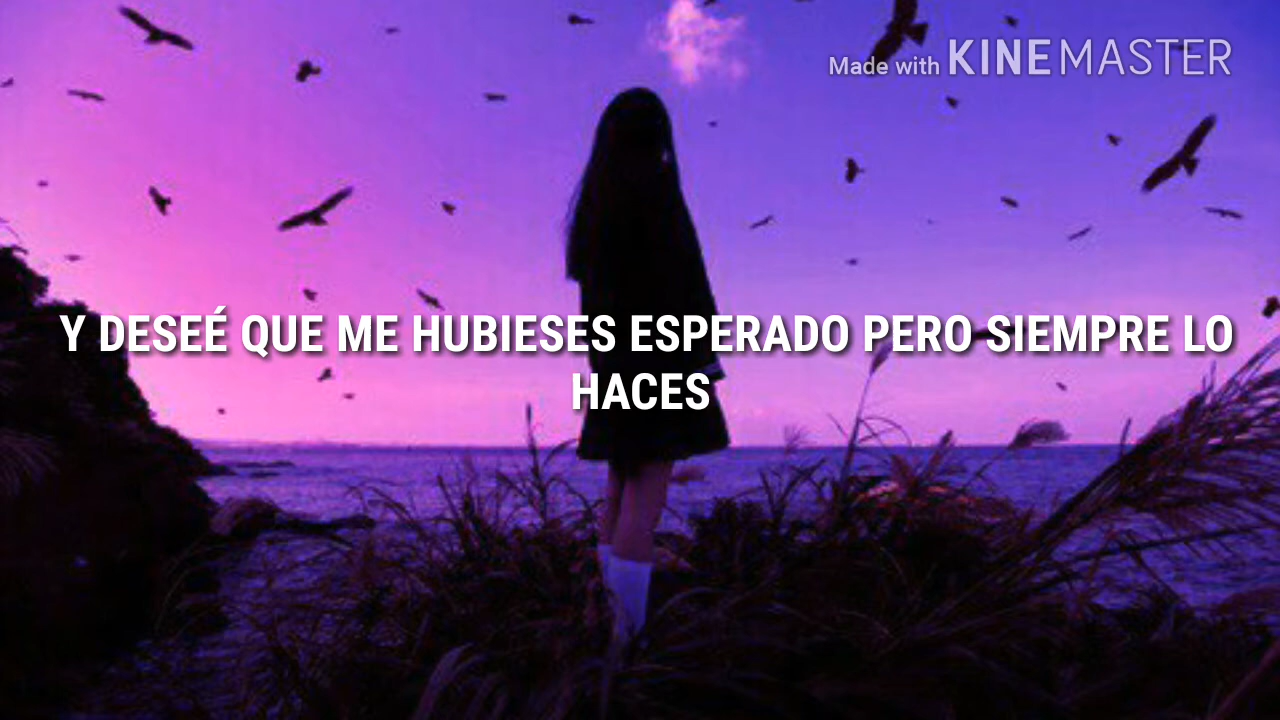 Made with KINEMASTER
Y DESEÉ QUE ME HUBIESES ESPERADO PERO SIEMPRE LO
HACES